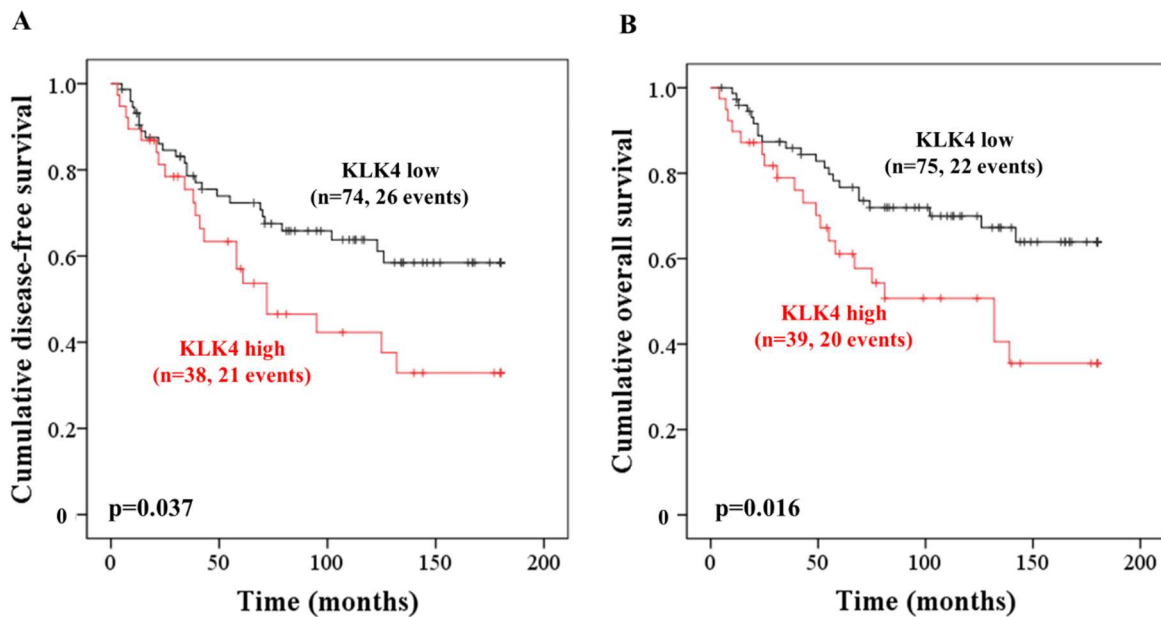 A
Cumulative disease-free survival
1.0
0.8
0.6
0.4
0.2
0
KLK4 low
(n=74, 26 events)
KLK4 high
(n=38, 21 events)
p=0.037
0
50
100
150
200
Time (months)
B
Cumulative overall survival
1.0
0.8
0.6
0.4
0.2
0
KLK4 low
(n=75, 22 events)
KLK4 high
(n=39, 20 events)
p=0.016
0
50
100
150
200
Time (months)